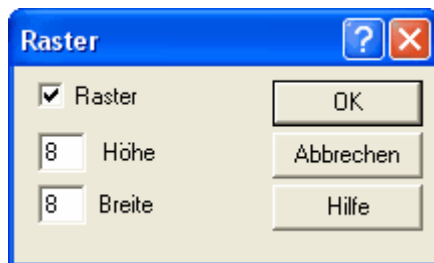 Raster
Raster
OK
8 Höhe
Abbrechen
8 Breite
Hilfe